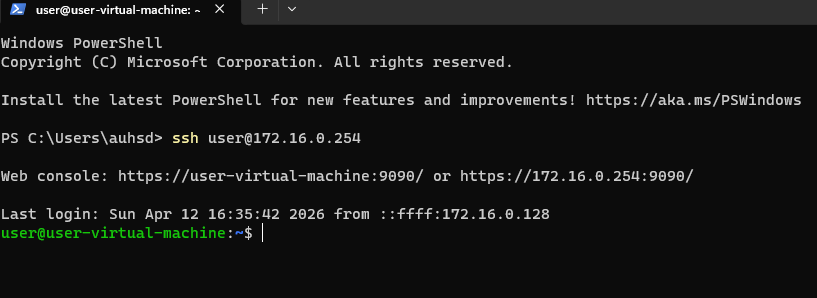 user@user-virtual-machine: ~
Windows PowerShell
Copyright (C) Microsoft Corporation. All rights reserved.
Install the latest PowerShell for new features and improvements! https://aka.ms/PSWindows
PS C:\Users\auhsd> ssh user@172.16.0.254
Web console: https://user-virtual-machine:9090/ or https://172.16.0.254:9090/
Last login: Sun Apr 12 16:35:42 2026 from ::ffff:172.16.0.128
user@user-virtual-machine:~$